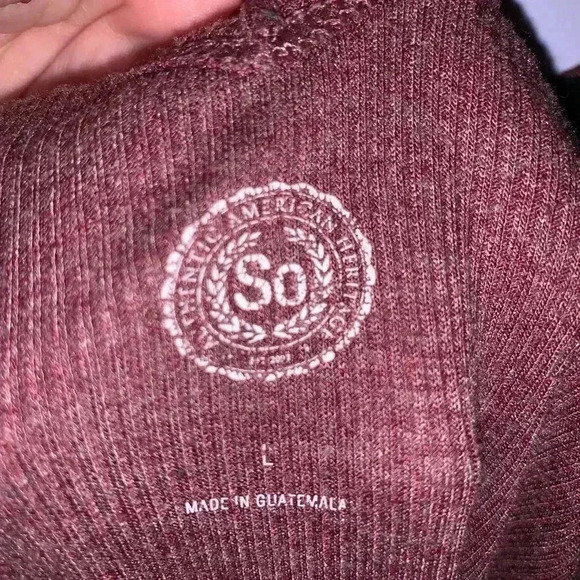 AUTHENTIC AMERICAN HERITAGE
So
L
MADE IN GUATEMALA